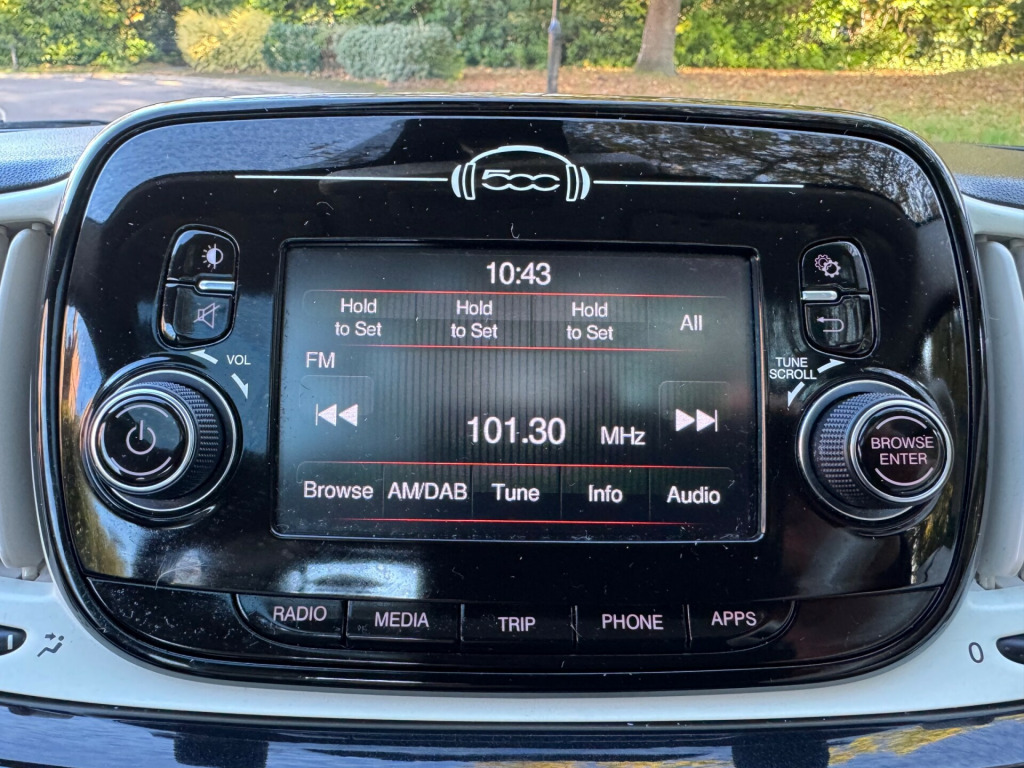 500
10:43
Hold to Set
Hold to Set
Hold to Set
All
FM
101.30 MHz
Browse
AM/DAB
Tune
Info
Audio
VOL
TUNE
SCROLL
BROWSE
ENTER
RADIO
MEDIA
TRIP
PHONE
APPS
0